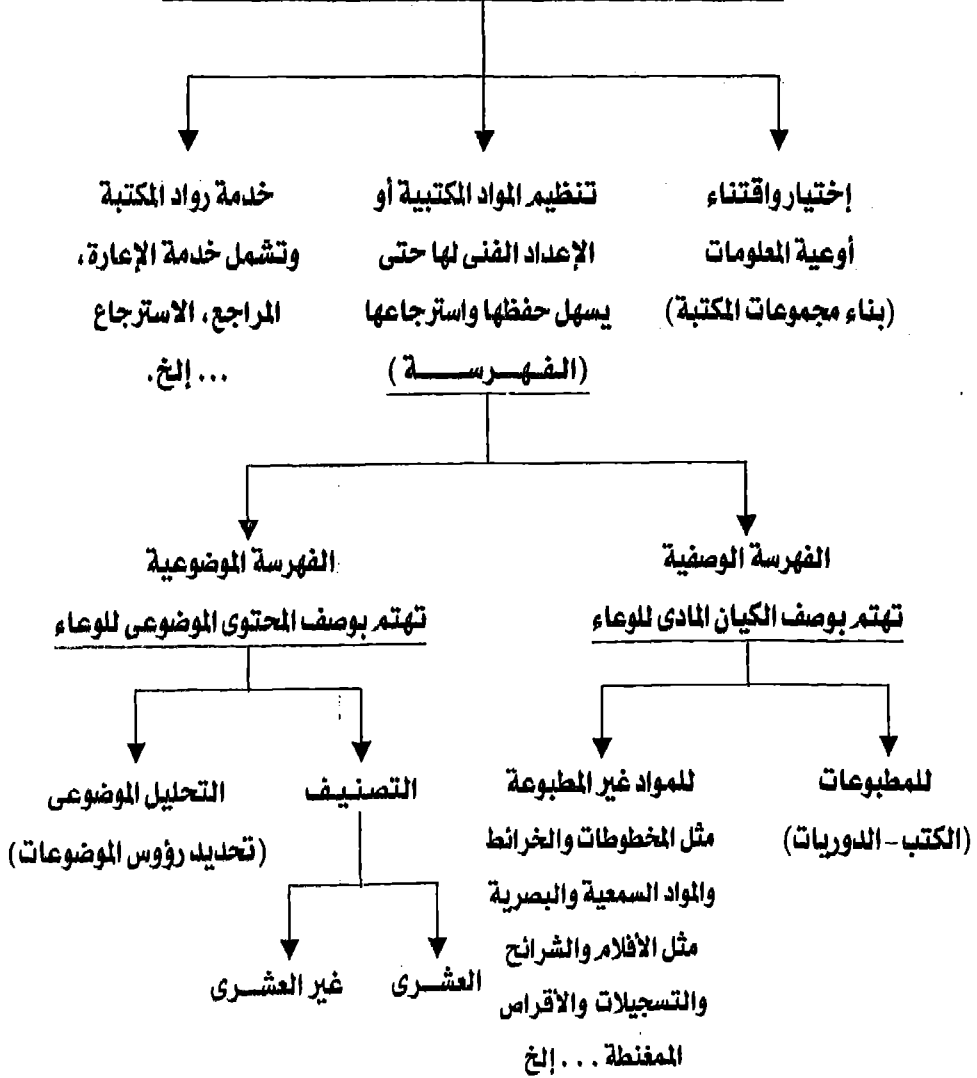 إختيار واقتناء
أوعية المعلومات
(بناء مجموعات المكتبة)
تنظيم المواد المكتبية أو
الإعداد الفنى لها حتى
يسهل حفظها واسترجاعها
(الفهرسة)
خدمة رواد المكتبة
وتشمل خدمة الإعارة،
المراجع، الاسترجاع
... إلخ.
الفهرسة الوصفية
تهتم بوصف الكيان المادى للوعاء
الفهرسة الموضوعية
تهتم بوصف المحتوى الموضوعى للوعاء
للمطبوعات
(الكتب - الدوريات)
للمواد غير المطبوعة
مثل المخطوطات والخرائط
والمواد السمعية والبصرية
مثل الأفلام والشرائح
والتسجيلات والأقراص
الممغنطة ... إلخ
التصنيف
التحليل الموضوعى
(تحديد رؤوس الموضوعات)
العشرى
غير العشرى